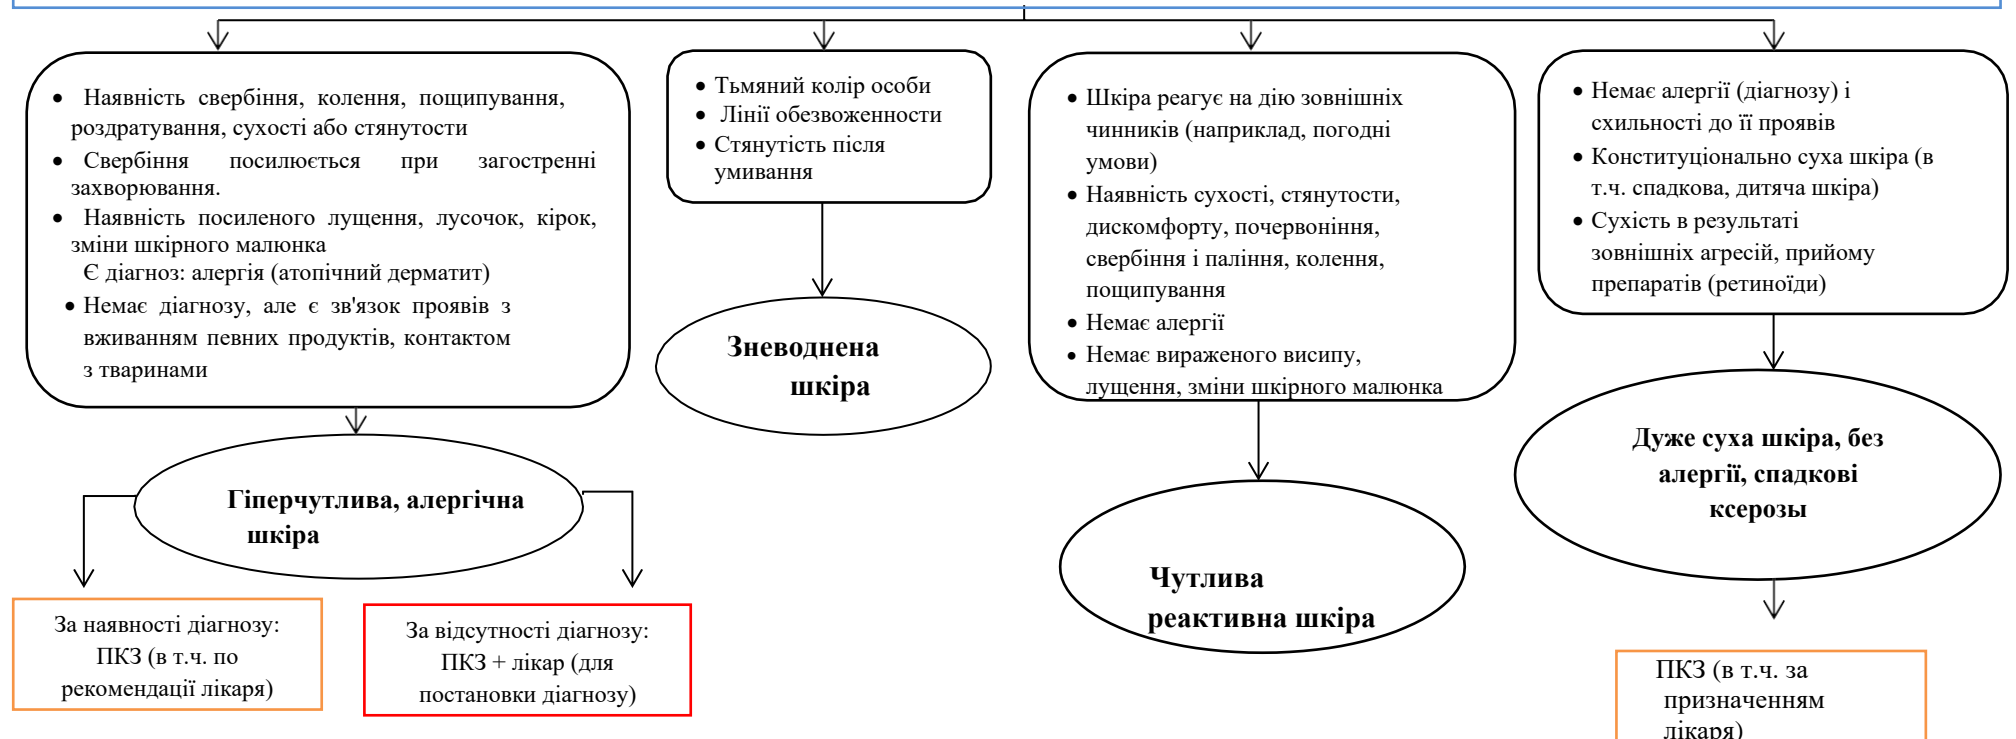 • Наявність свербіння, колення, пощипування,
роздратування, сухості або стянутости
• Свербіння посилюється при загостренні
захворювання.
• Наявність посиленого лущення, лусочок, кірок,
зміни шкірного малюнка
Є діагноз: алергія (атопічний дерматит)
• Немає діагнозу, але є зв'язок проявів з
вживанням певних продуктів, контактом
з тваринами
• Тьмяний колір особи
• Лінії обезвоженности
• Стянутість після
умивання
• Шкіра реагує на дію зовнішніх
чинників (наприклад, погодні
умови)
• Наявність сухості, стянутости,
дискомфорту, почервоніння,
свербіння і паління, колення,
пощипування
• Немає алергії
• Немає вираженого висипу,
лущення, зміни шкірного малюнка
• Немає алергії (діагнозу) і
схильності до її проявів
• Конституціонально суха шкіра (в
т.ч. спадкова, дитяча шкіра)
• Сухість в результаті
зовнішніх агресій, прийому
препаратів (ретиноїди)
Гіперчутлива, алергічна
шкіра
Зневоднена
шкіра
Чутлива
реактивна шкіра
Дуже суха шкіра, без
алергії, спадкові
ксерозы
За наявності діагнозу:
ПКЗ (в т.ч. по
рекомендації лікаря)
За відсутності діагнозу:
ПКЗ + лікар (для
постановки діагнозу)
ПКЗ (в т.ч. за
призначенням
лікаря)